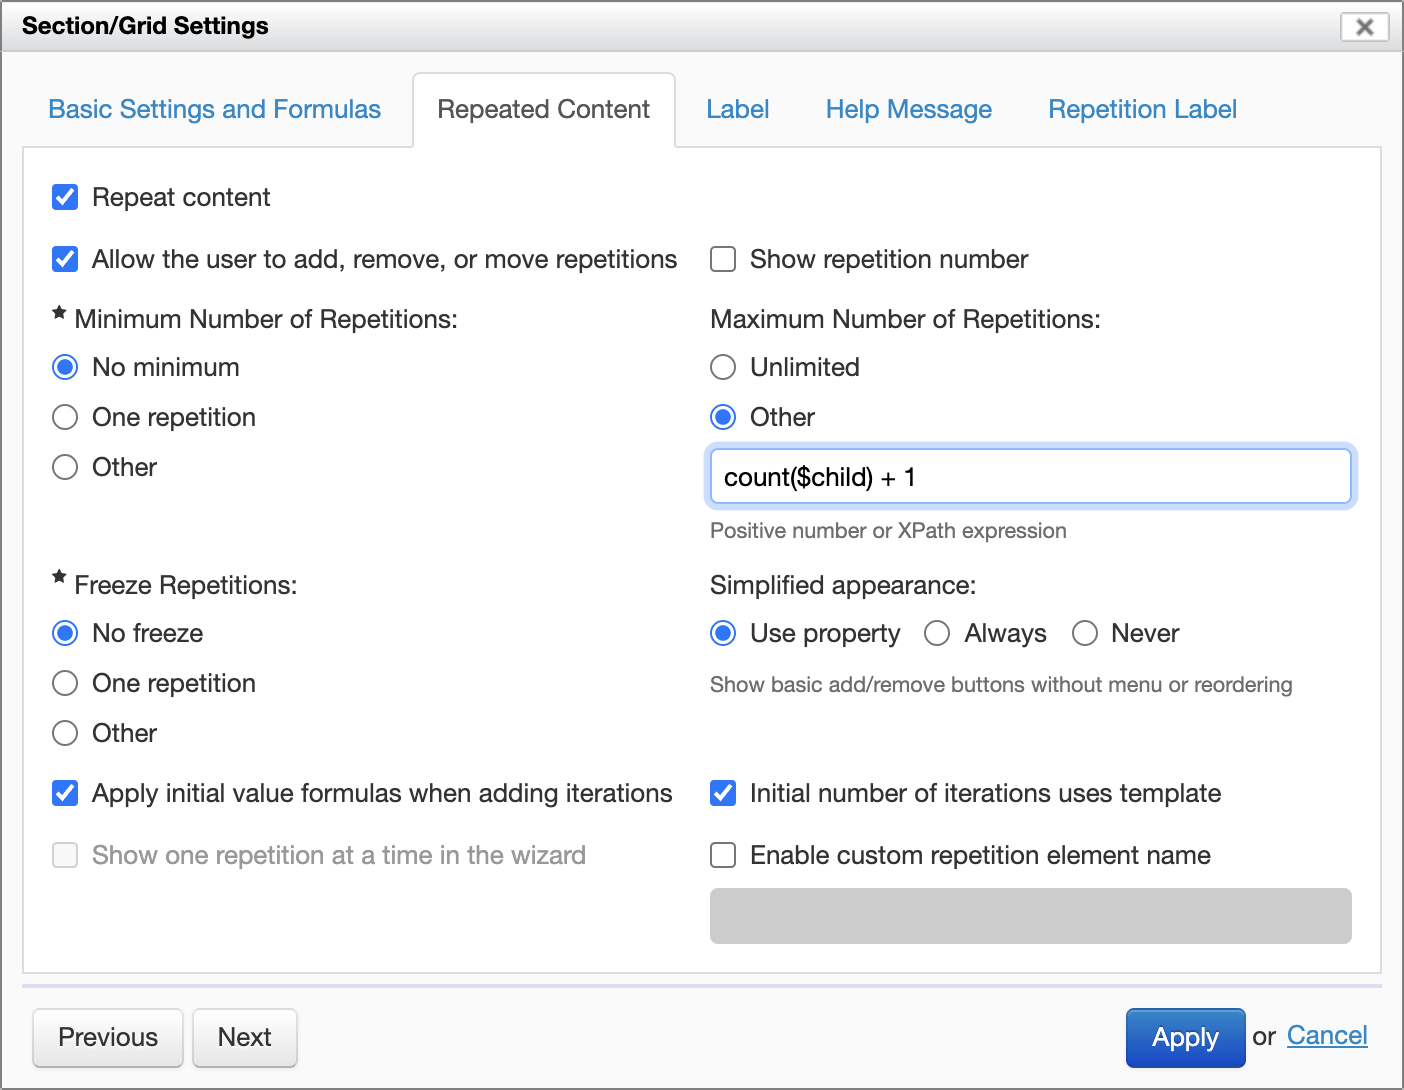 Section/Grid Settings
Basic Settings and Formulas
Repeated Content
Label
Help Message
Repetition Label
Repeat content
Allow the user to add, remove, or move repetitions
Show repetition number
★ Minimum Number of Repetitions:
No minimum
One repetition
Other
Maximum Number of Repetitions:
Unlimited
Other
count($child) + 1
Positive number or XPath expression
★ Freeze Repetitions:
No freeze
One repetition
Other
Simplified appearance:
Use property Always Never
Show basic add/remove buttons without menu or reordering
Apply initial value formulas when adding iterations
Initial number of iterations uses template
Show one repetition at a time in the wizard
Enable custom repetition element name
Previous
Next
Apply or Cancel